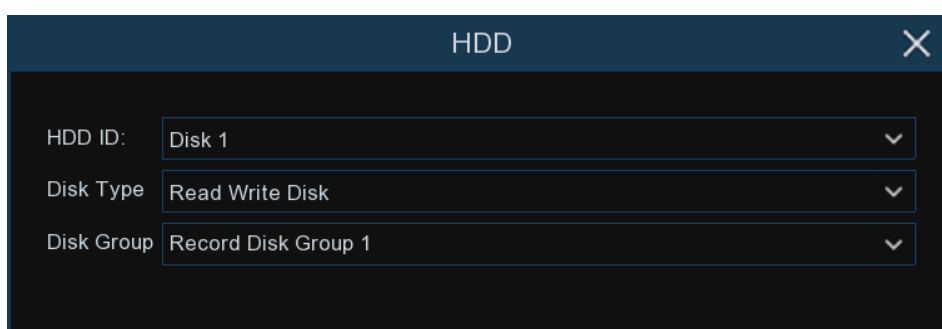 HDD
HDD ID: Disk 1
Disk Type Read Write Disk
Disk Group Record Disk Group 1